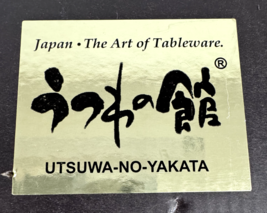 Japan • The Art of Tableware.
うつわの館®
UTSUWA-NO-YAKATA